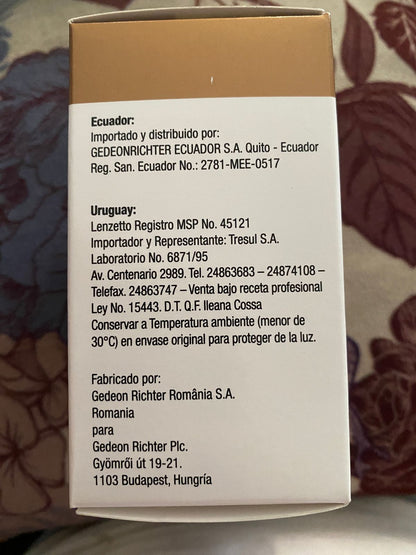 Ecuador:
Importado y distribuido por:
GEDEONRICHTER ECUADOR S.A. Quito - Ecuador
Reg. San. Ecuador No.: 2781-MEE-0517
Uruguay:
Lenzetto Registro MSP No. 45121
Importador y Representante: Tresul S.A.
Laboratorio No. 6871/95
Av. Centenario 2989. Tel. 24863683 – 24874108 –
Telefax. 24863747 – Venta bajo receta profesional
Ley No. 15443. D.T. Q.F. Ileana Cossa
Conservar a Temperatura ambiente (menor de
30°C) en envase original para proteger de la luz.
Fabricado por:
Gedeon Richter România S.A.
Romania
para
Gedeon Richter Plc.
Gyömrői út 19-21.
1103 Budapest, Hungría